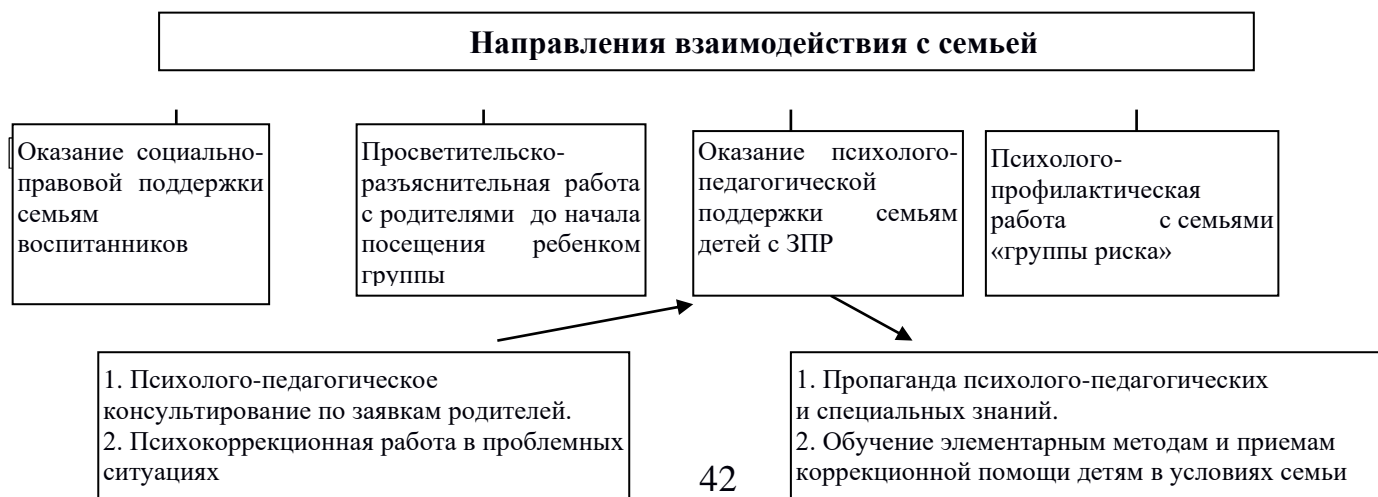 Направления взаимодействия с семьей
Оказание социально-
правовой поддержки
семьям
воспитанников
Просветительско-
разъяснительная работа
с родителями до начала
посещения ребенком
группы
Оказание психолого-
педагогической
поддержки семьям
детей с ЗПР
Психолого-
профилактическая
работа с семьями
«группы риска»
1. Психолого-педагогическое
консультирование по заявкам родителей.
2. Психокоррекционная работа в проблемных
ситуациях
1. Пропаганда психолого-педагогических
и специальных знаний.
2. Обучение элементарным методам и приемам
коррекционной помощи детям в условиях семьи
42